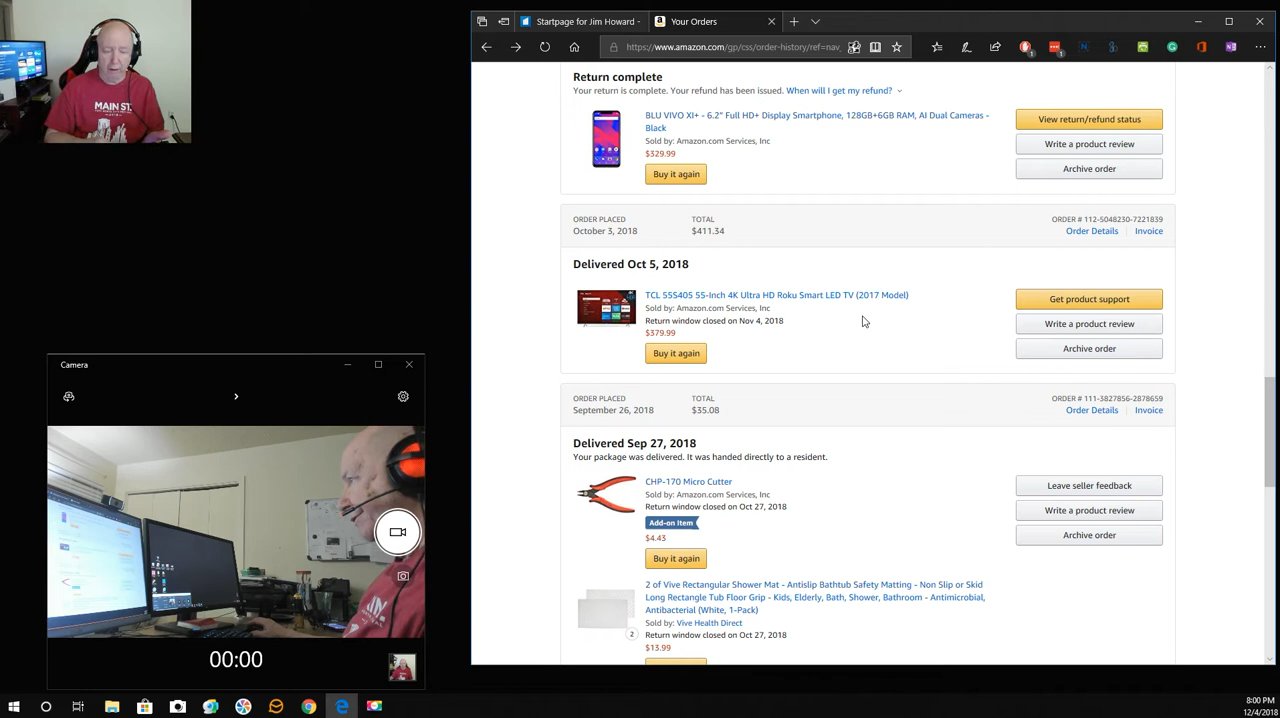 Startpage for Jim Howard -
Your Orders
https://www.amazon.com/gp/css/order-history/ref=nav_
Return complete
Your return is complete. Your refund has been issued. When will I get my refund?
BLU VIVO XI+ - 6.2" Full HD+ Display Smartphone, 128GB+6GB RAM, AI Dual Cameras -
Black
Sold by: Amazon.com Services, Inc
$329.99
Buy it again
View return/refund status
Write a product review
Archive order
ORDER PLACED
October 3, 2018
TOTAL
$411.34
ORDER # 112-5048230-7221839
Order Details
Invoice
Delivered Oct 5, 2018
TCL 55S405 55-Inch 4K Ultra HD Roku Smart LED TV (2017 Model)
Sold by: Amazon.com Services, Inc
Return window closed on Nov 4, 2018
$379.99
Buy it again
Get product support
Write a product review
Archive order
ORDER PLACED
September 26, 2018
TOTAL
$35.08
ORDER # 111-3827856-2878659
Order Details
Invoice
Delivered Sep 27, 2018
Your package was delivered. It was handed directly to a resident.
CHP-170 Micro Cutter
Sold by: Amazon.com Services, Inc
Return window closed on Oct 27, 2018
Add-on Item
$4.43
Buy it again
Leave seller feedback
Write a product review
Archive order
2 of Vive Rectangular Shower Mat - Antislip Bathtub Safety Matting - Non Slip or Skid
Long Rectangle Tub Floor Grip - Kids, Elderly, Bath, Shower, Bathroom - Antimicrobial,
Antibacterial (White, 1-Pack)
Sold by: Vive Health Direct
Return window closed on Oct 27, 2018
2
$13.99
MAIN ST.
Camera
00:00
8:00 PM
12/4/2018